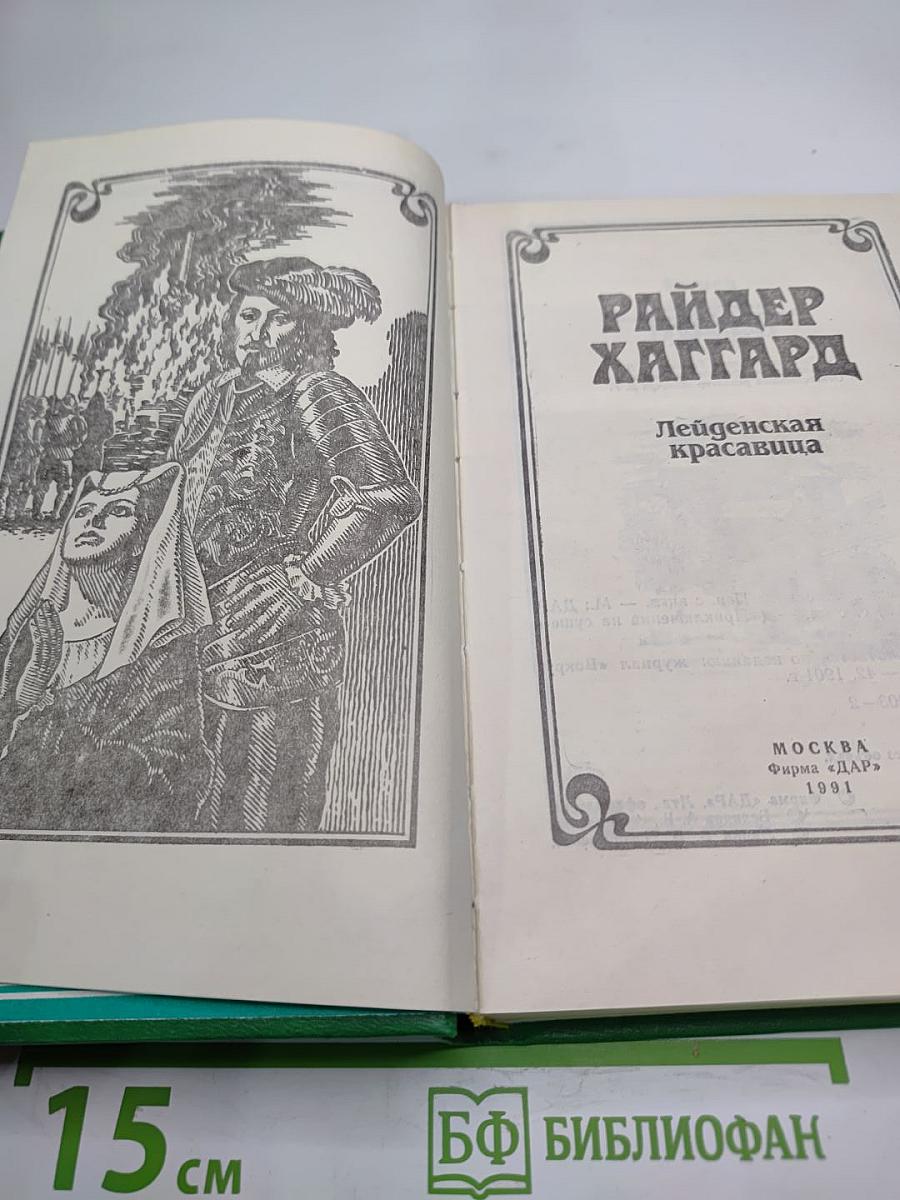 РАЙДЕР
ХАГГАРД
Лейденская
красавица
МОСКВА
Фирма «ДАР»
1991
15 см
БФ БИБЛИОФАН